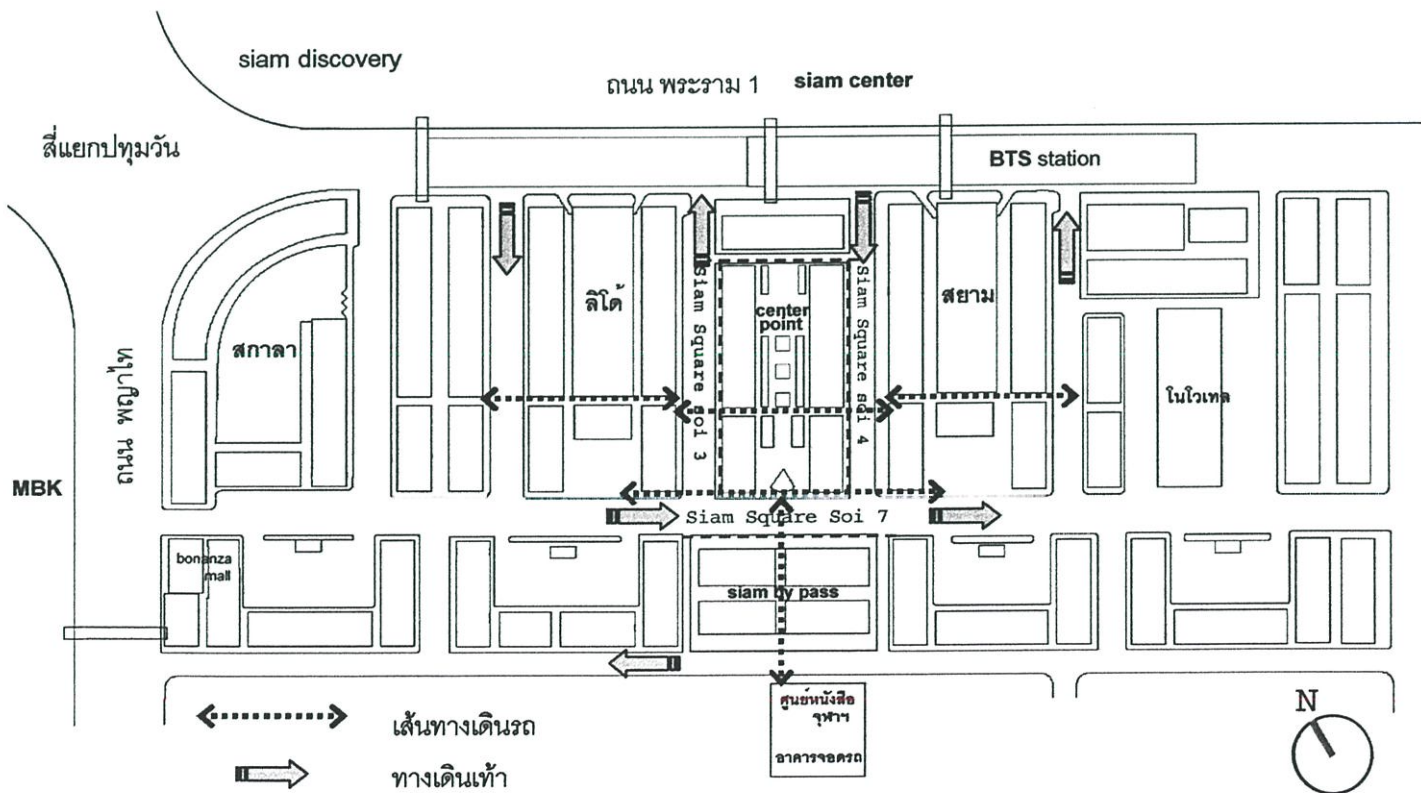 siam discovery
ถนน พระราม 1 siam center
สี่แยกปทุมวัน
BTS station
ลิโด้
Siam Square soi 3
center
point
Siam Square soi 4
สยาม
สกาลา
ถนน พญาไท
โนโวเทล
MBK
Siam Square Soi 7
bonanza
mall
siam by pass
ศูนย์หนังสือ
จุฬาฯ
อาคารจอดรถ
N
เส้นทางเดินรถ
ทางเดินเท้า